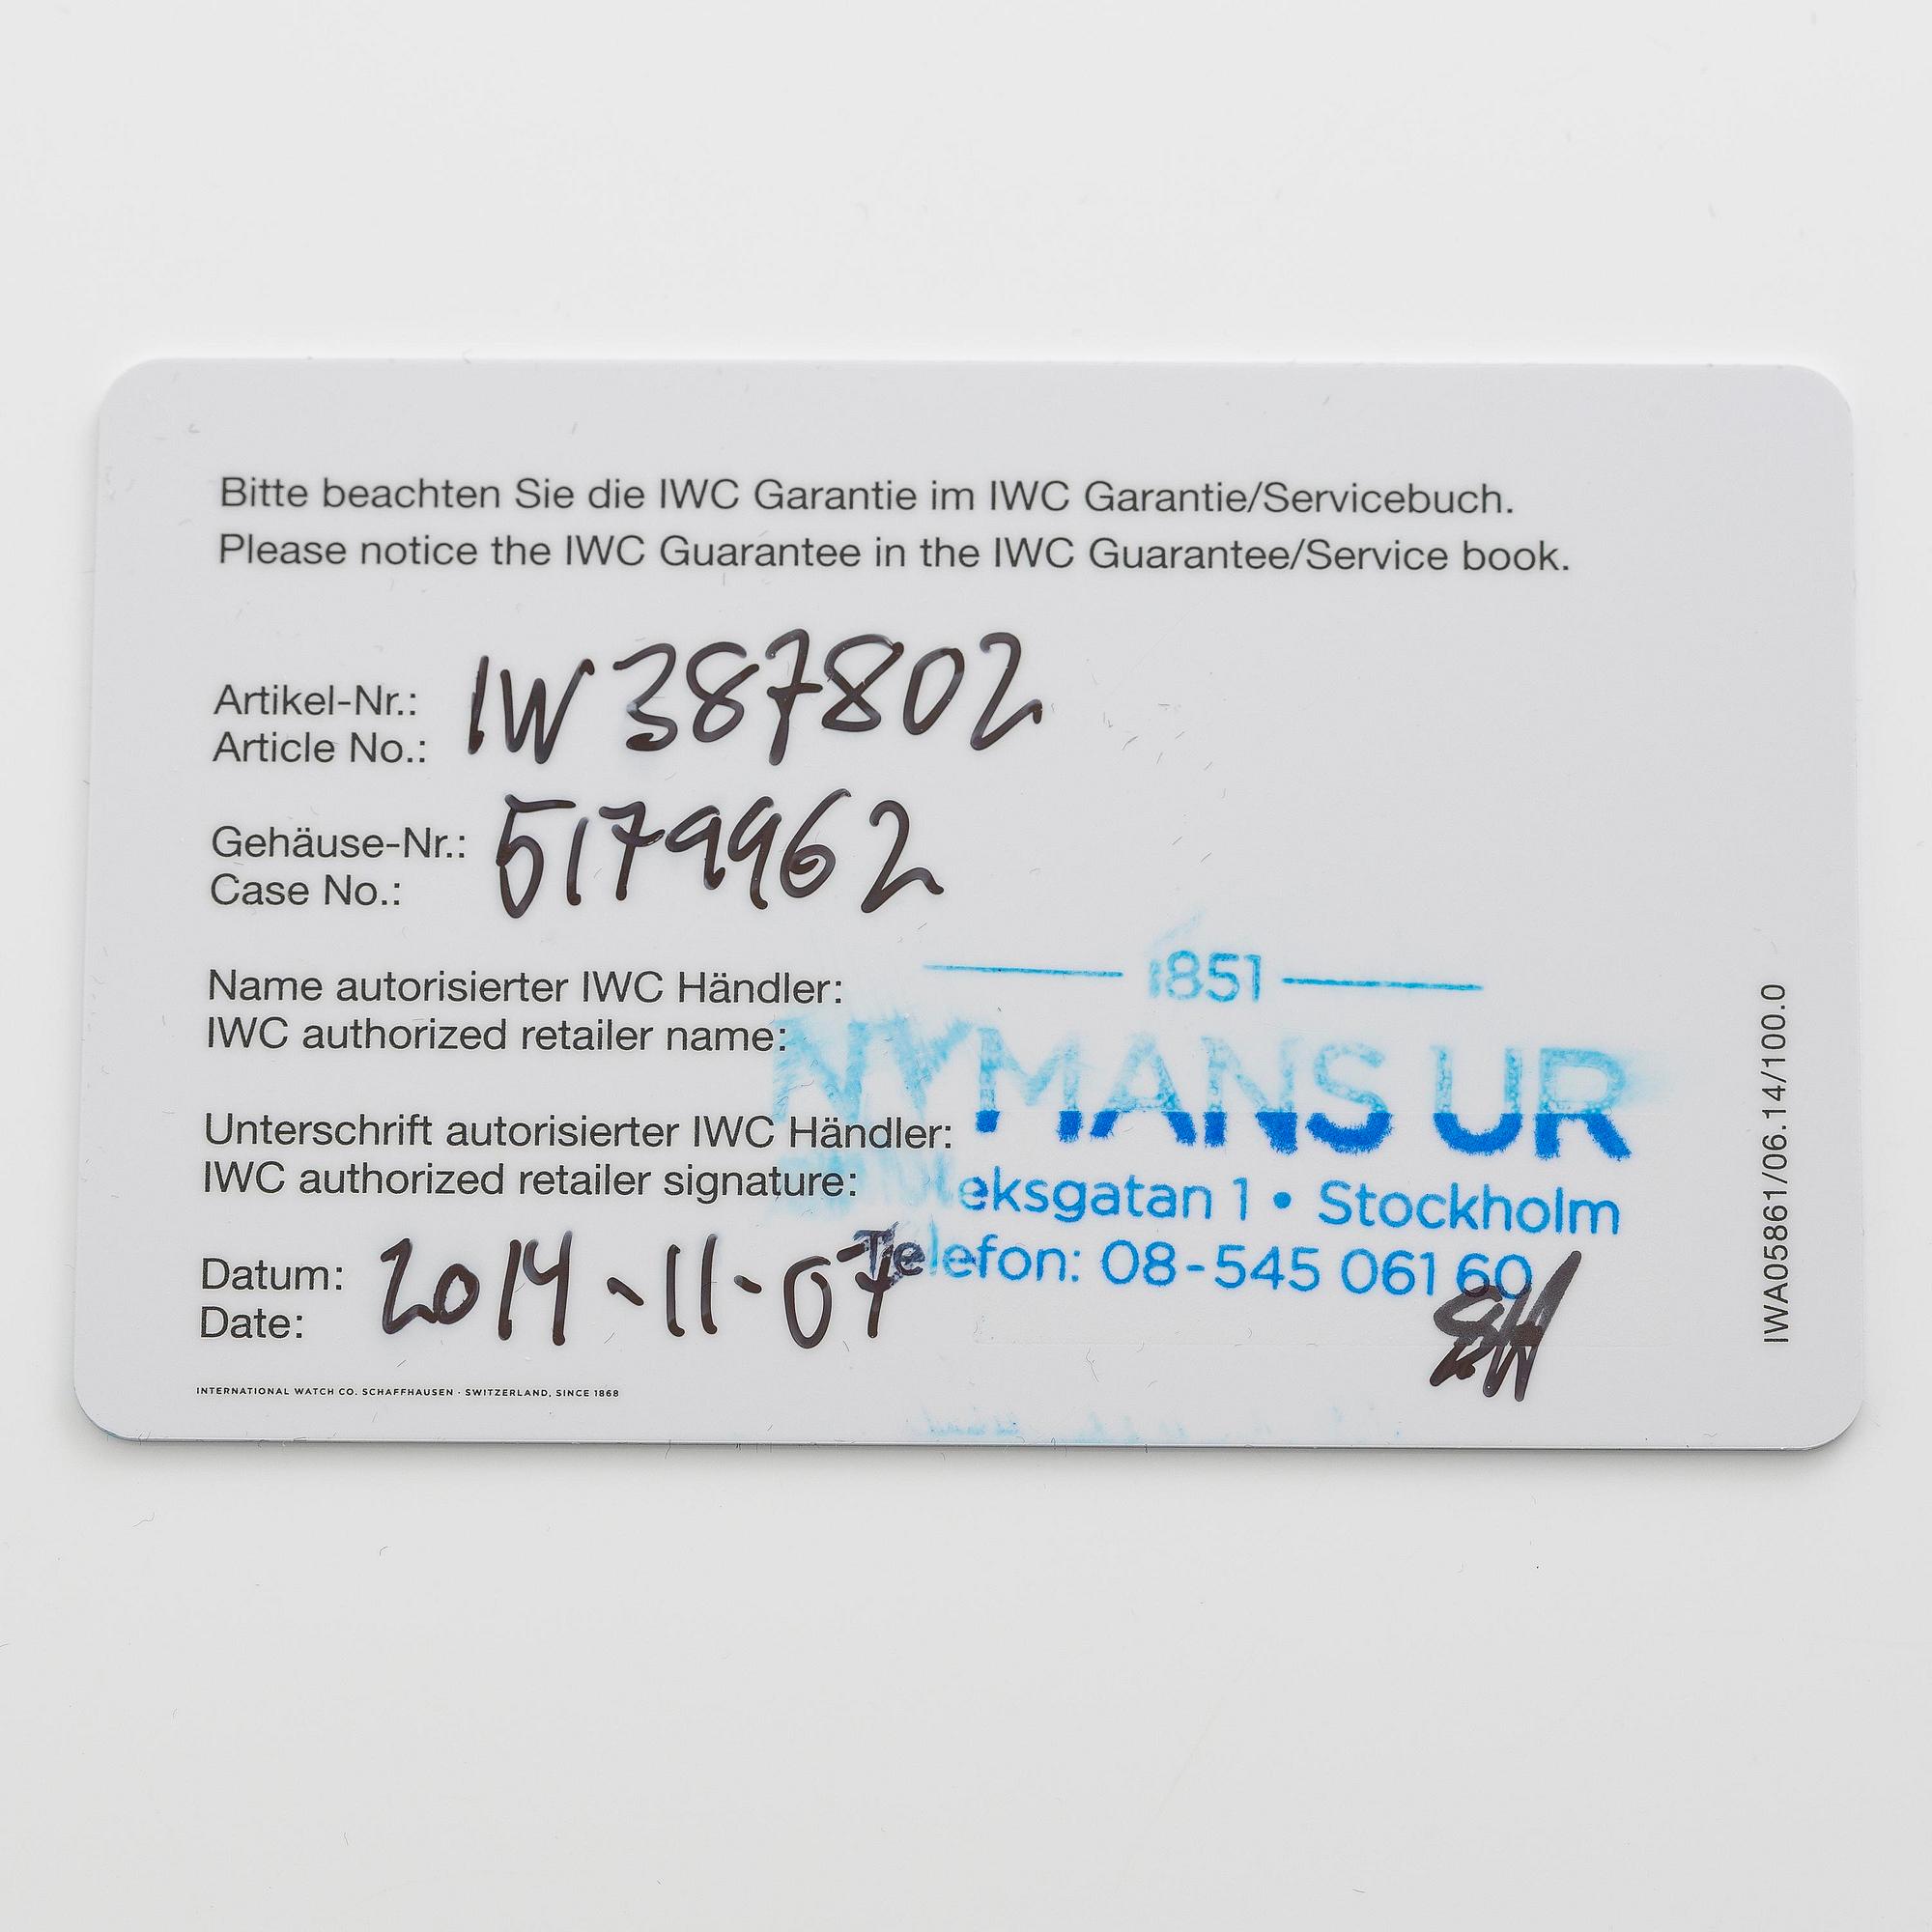 Bitte beachten Sie die IWC Garantie im IWC Garantie/Servicebuch.
Please notice the IWC Guarantee in the IWC Guarantee/Service book.
Artikel-Nr.:
Article No.:
IW387802
Gehäuse-Nr.:
Case No.:
5179962
Name autorisierter IWC Händler:
IWC authorized retailer name:
1851
NYMANS UR
Unterschrift autorisierter IWC Händler:
IWC authorized retailer signature:
eksgatan 1 • Stockholm
Telefon: 08-545 061 60
Datum:
Date:
2014-11-07
INTERNATIONAL WATCH CO. SCHAFFHAUSEN · SWITZERLAND, SINCE 1868
IWA05861/06.14/100.0